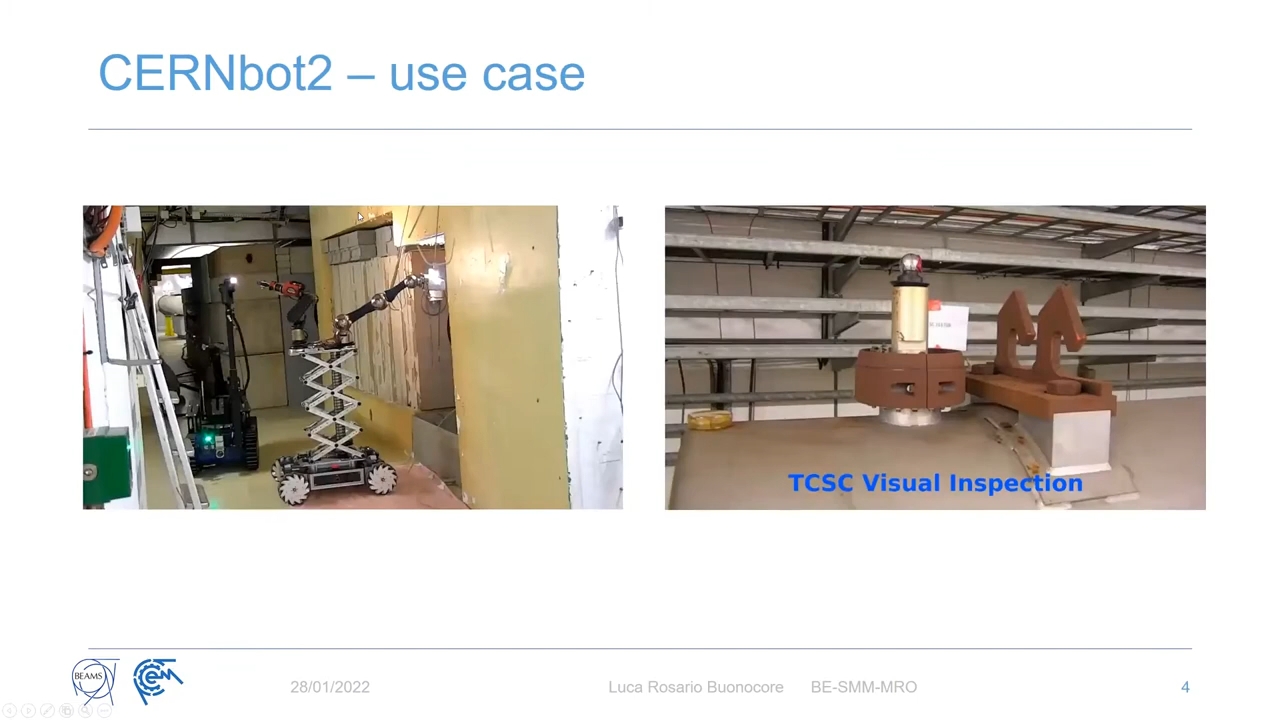 CERNbot2 – use case
TCSC Visual Inspection
BEAMS
28/01/2022
Luca Rosario Buonocore
BE-SMM-MRO
4